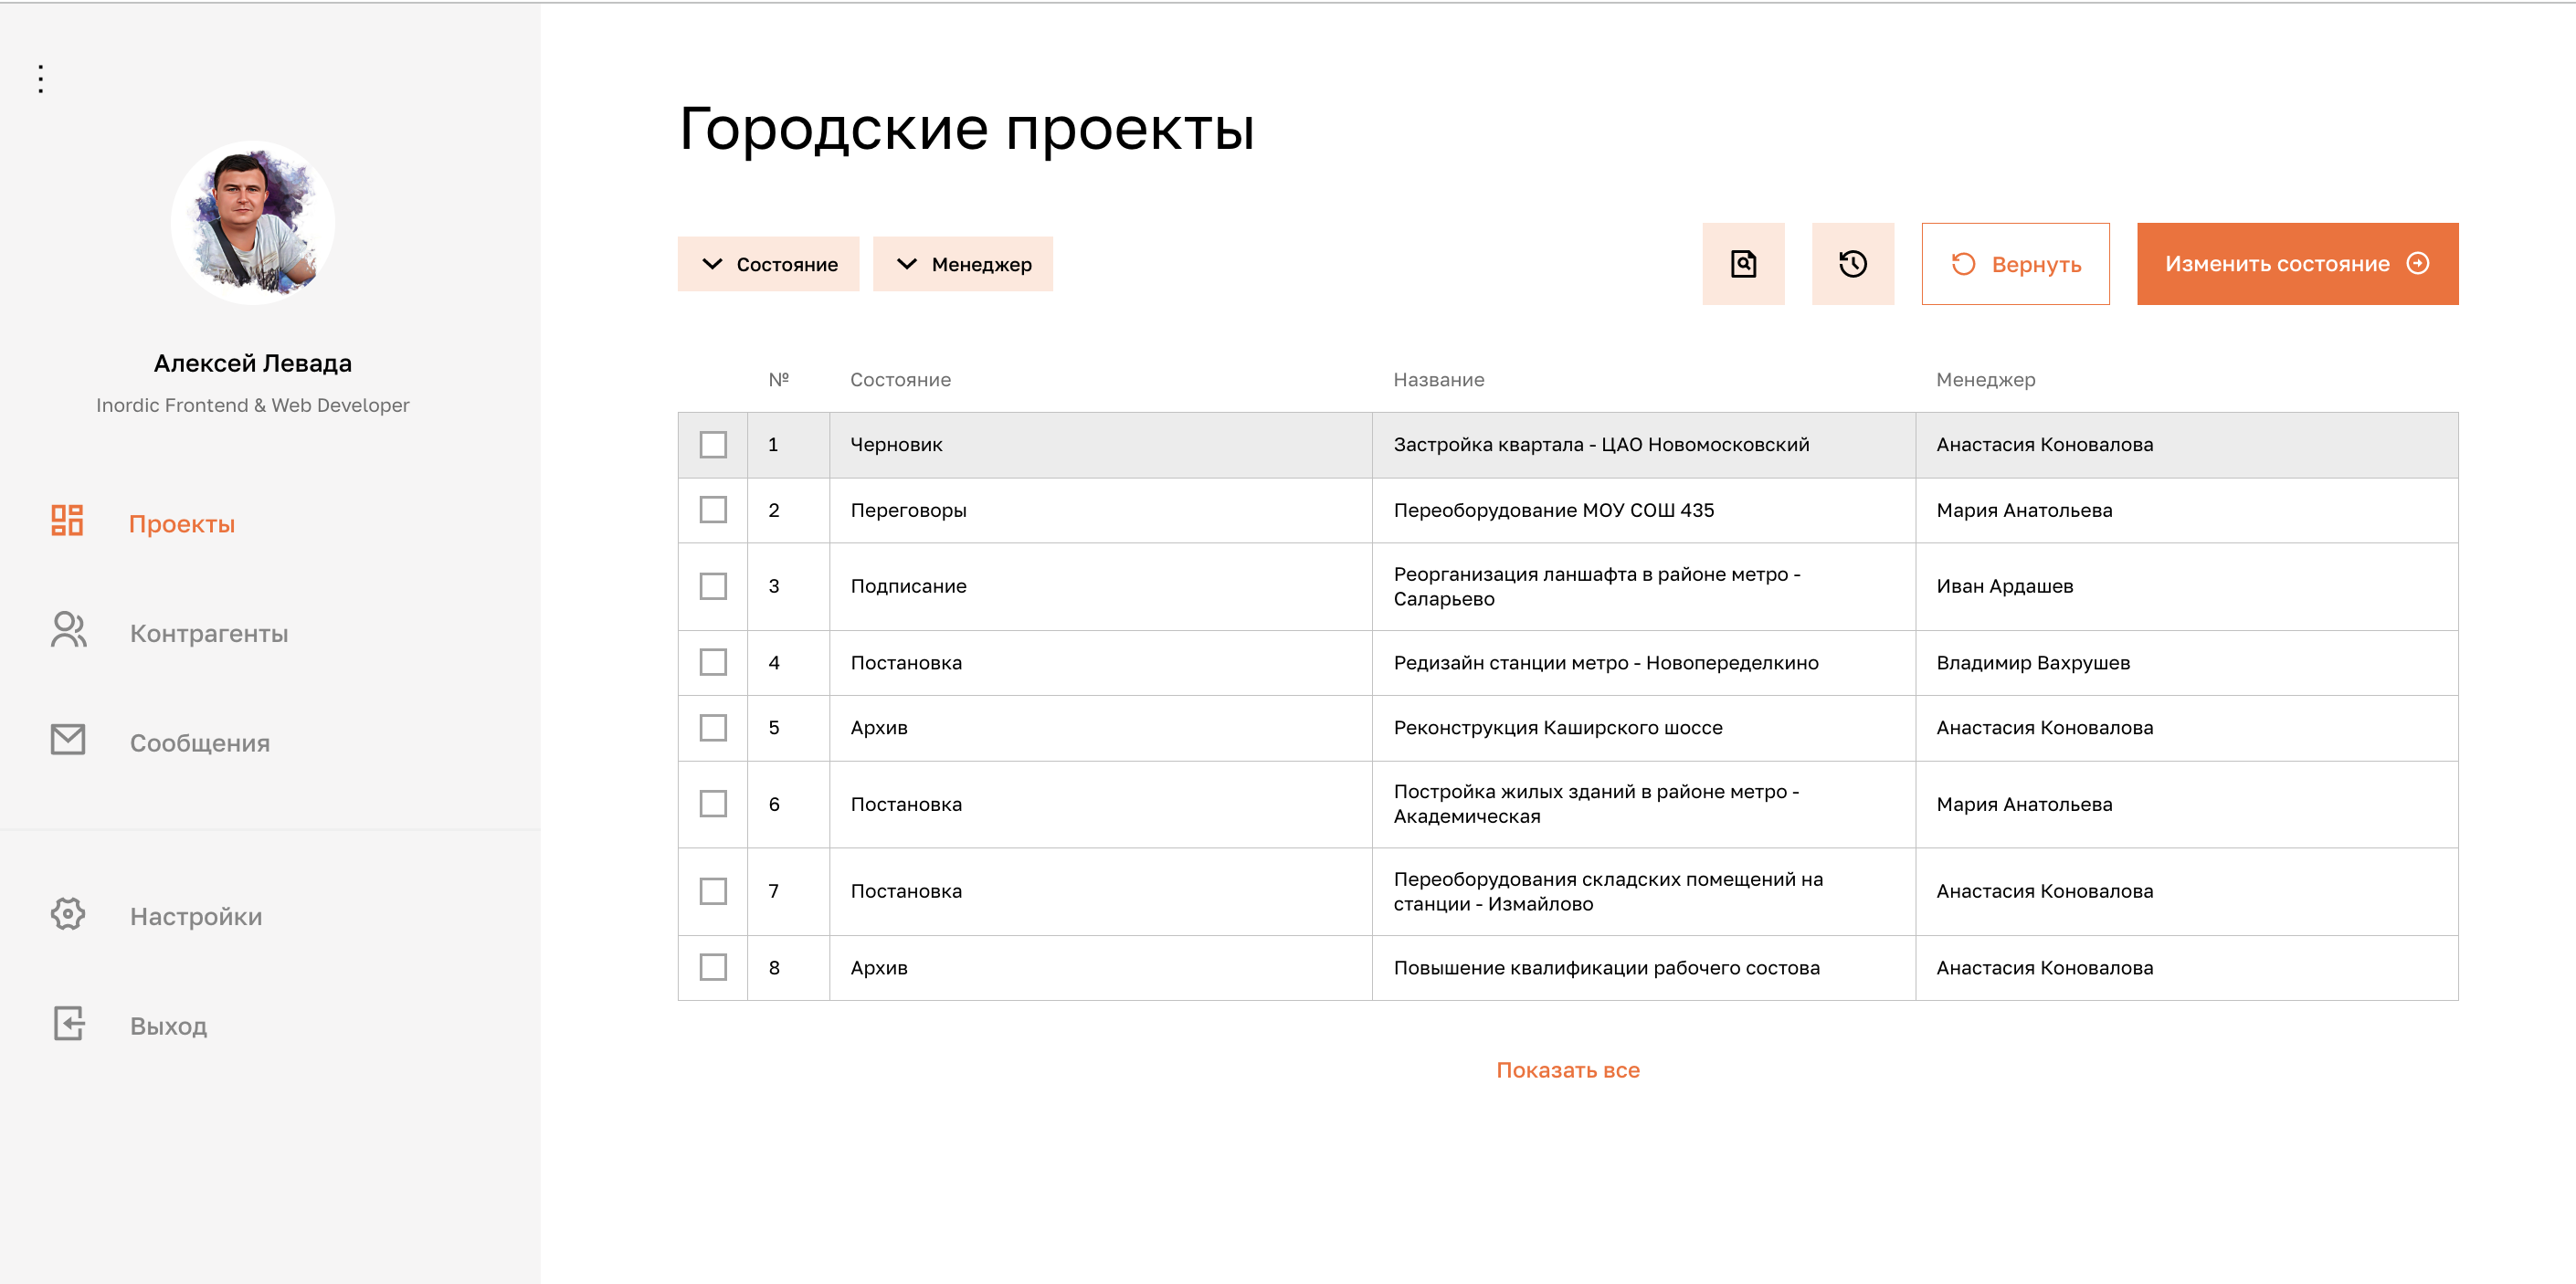 Алексей Левада
Inordic Frontend & Web Developer
Проекты
Контрагенты
Сообщения
Настройки
Выход
Городские проекты
Состояние Менеджер Вернуть Изменить состояние
№ Состояние Название Менеджер
1 Черновик Застройка квартала - ЦАО Новомосковский Анастасия Коновалова
2 Переговоры Переоборудование МОУ СОШ 435 Мария Анатольева
3 Подписание Реорганизация ланшафта в районе метро -
Саларьево Иван Ардашев
4 Постановка Редизайн станции метро - Новопеределкино Владимир Вахрушев
5 Архив Реконструкция Каширского шоссе Анастасия Коновалова
6 Постановка Постройка жилых зданий в районе метро -
Академическая Мария Анатольева
7 Постановка Переоборудования складских помещений на
станции - Измайлово Анастасия Коновалова
8 Архив Повышение квалификации рабочего состова Анастасия Коновалова
Показать все